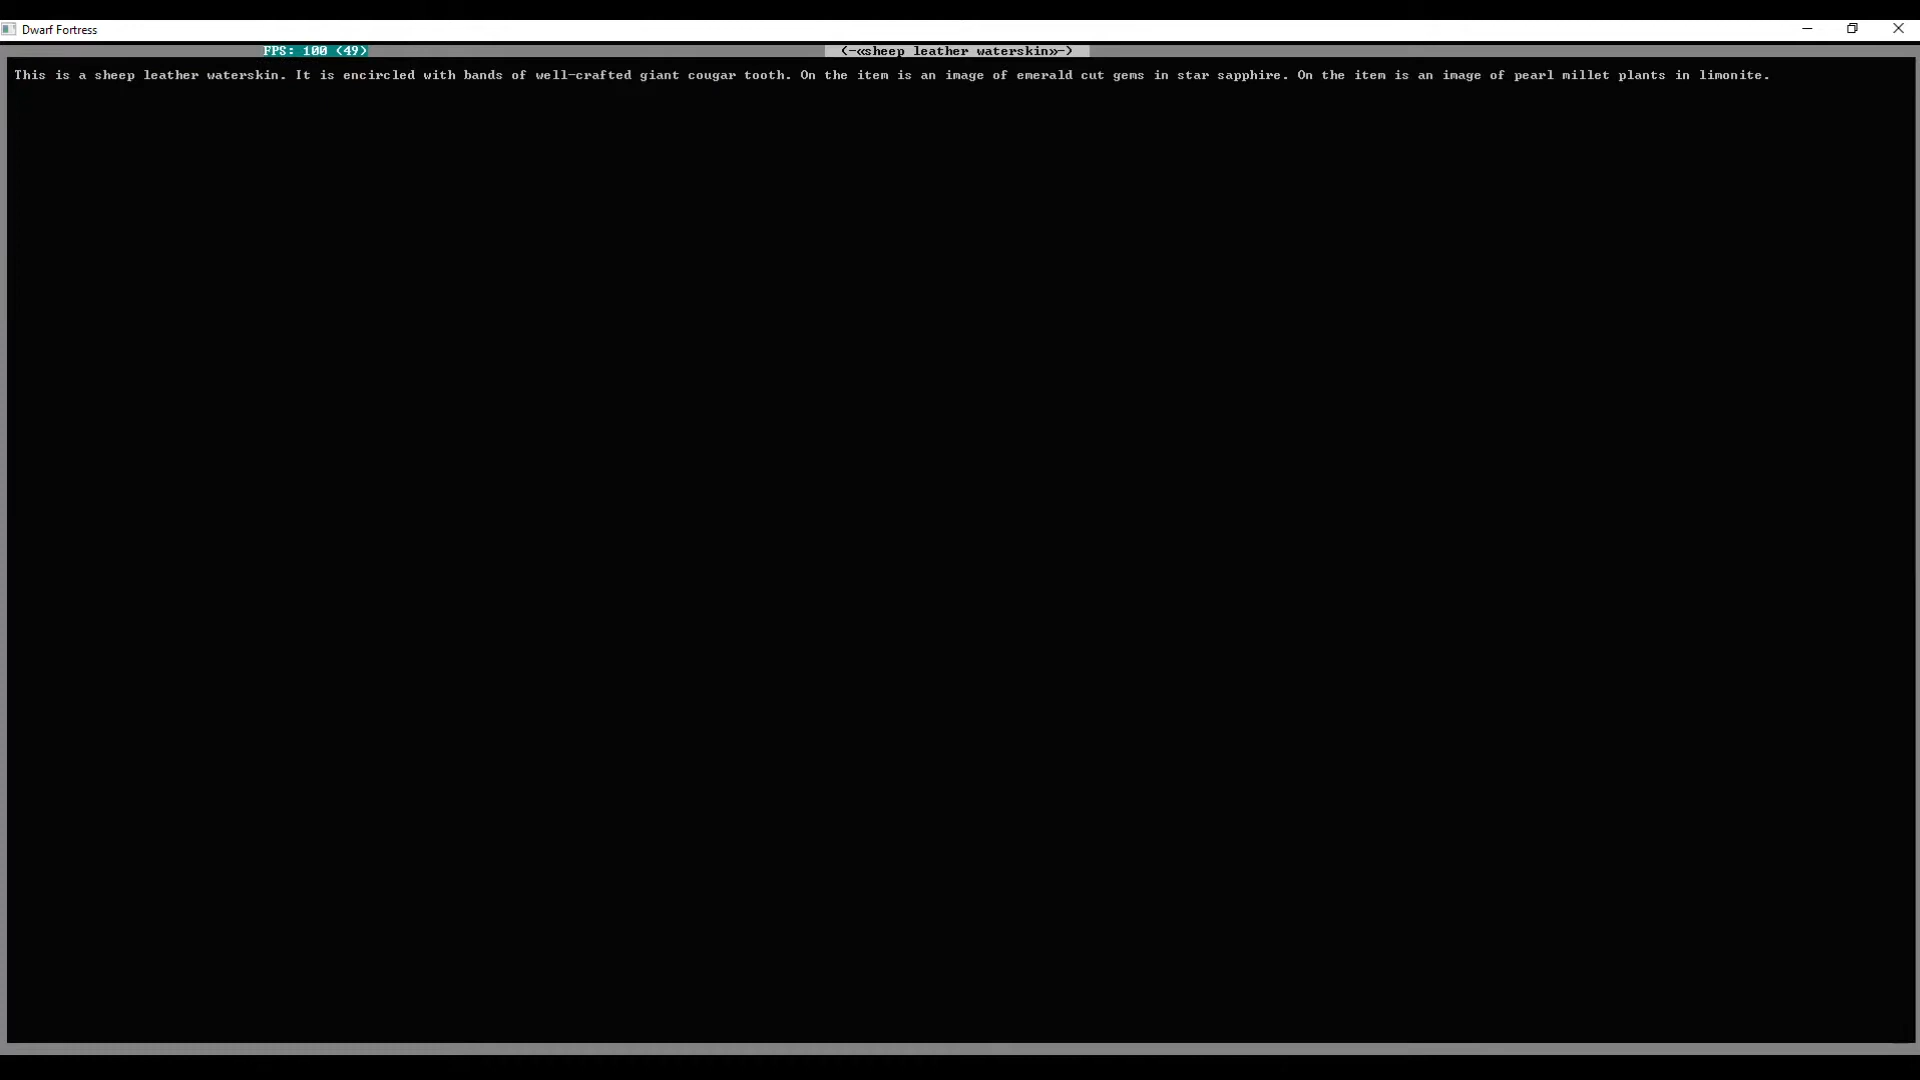 Dwarf Fortress
FPS: 100 (49) (-«sheep leather waterskin»-)
This is a sheep leather waterskin. It is encircled with bands of well-crafted giant cougar tooth. On the item is an image of emerald cut gems in star sapphire. On the item is an image of pearl millet plants in limonite.